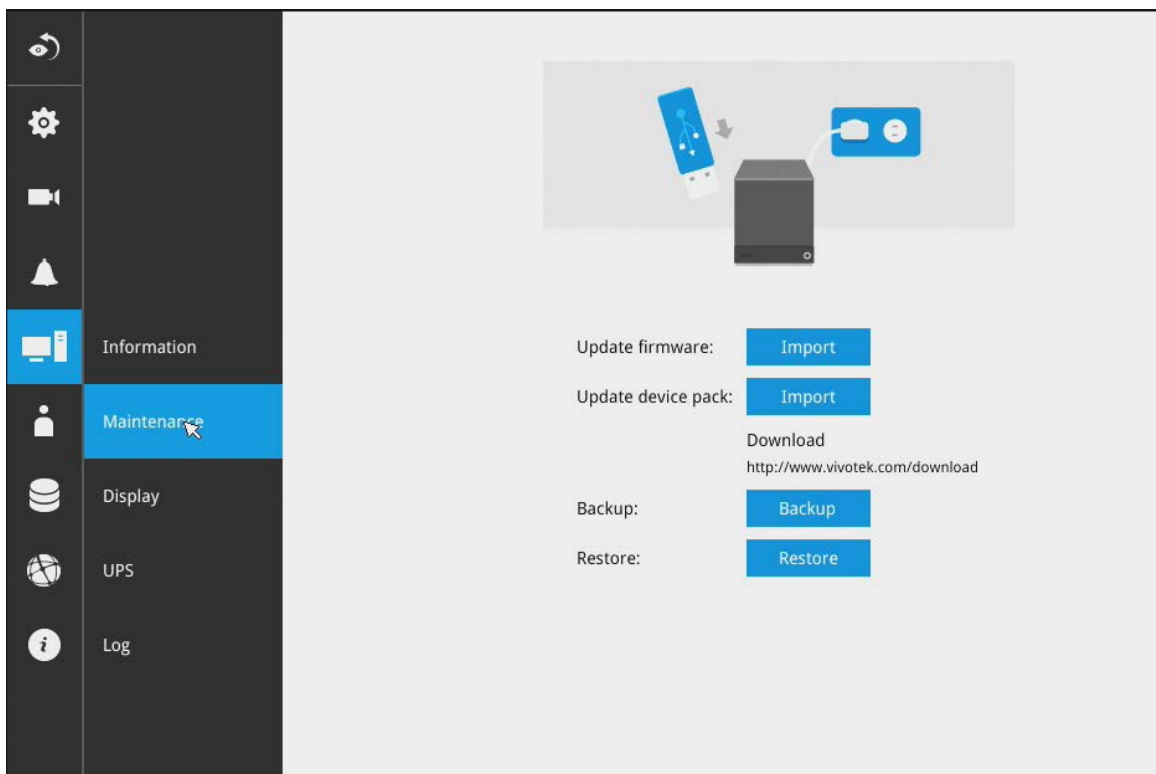 Information
Maintenance
Display
UPS
Log
Update firmware: Import
Update device pack: Import
Download
http://www.vivotek.com/download
Backup: Backup
Restore: Restore